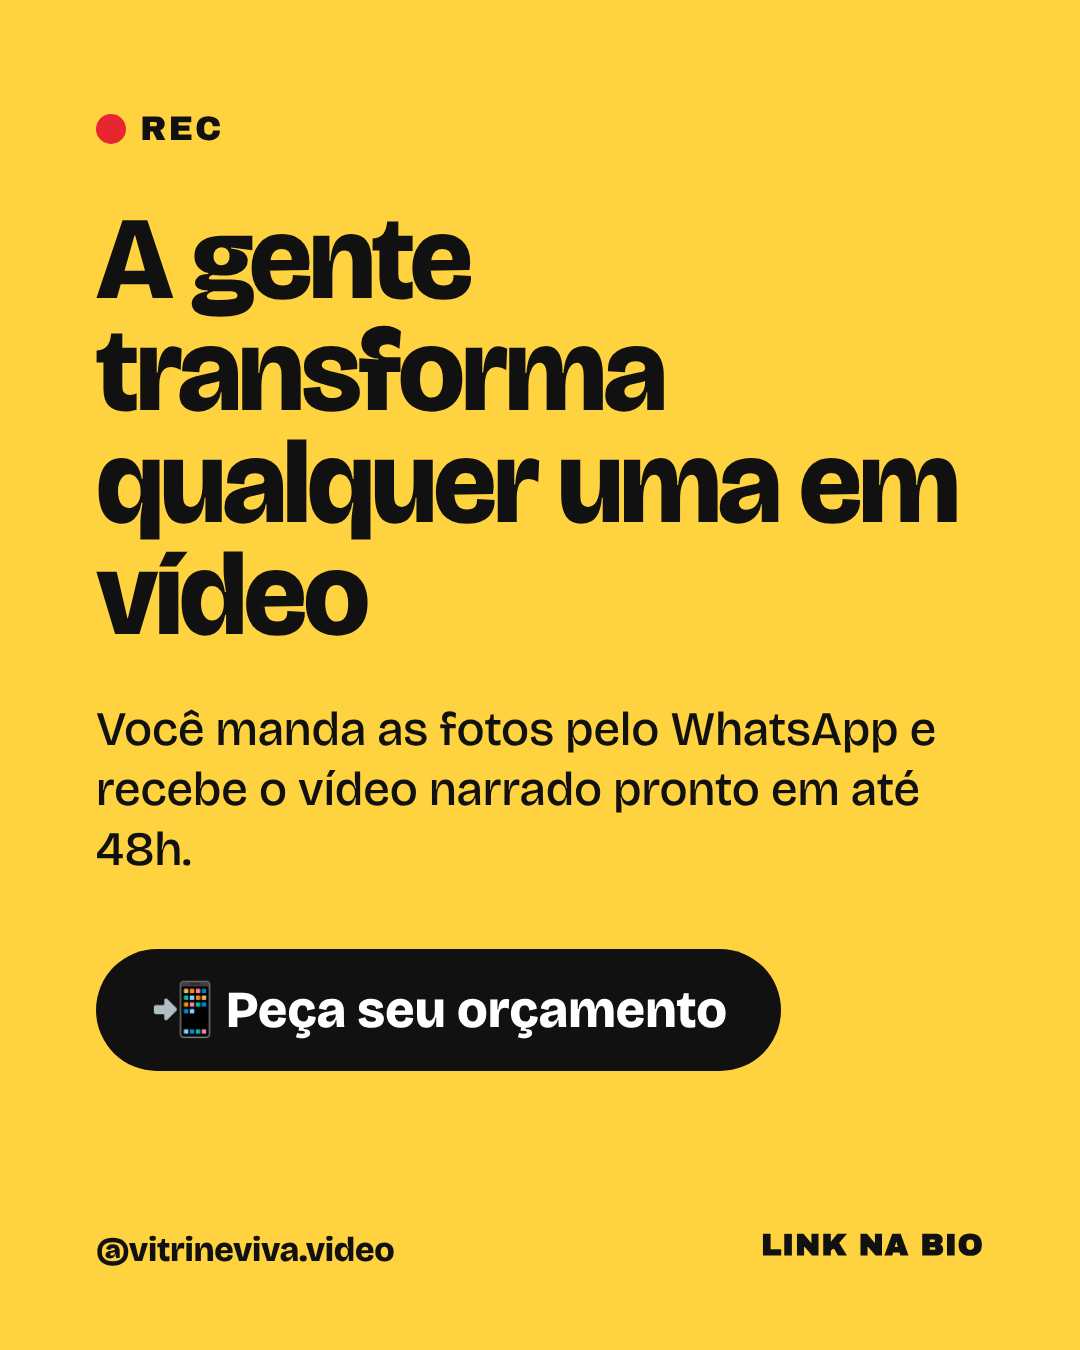 REC
A gente
transforma
qualquer uma em
vídeo
Você manda as fotos pelo WhatsApp e
recebe o vídeo narrado pronto em até
48h.
📲 Peça seu orçamento
@vitrineviva.video
LINK NA BIO